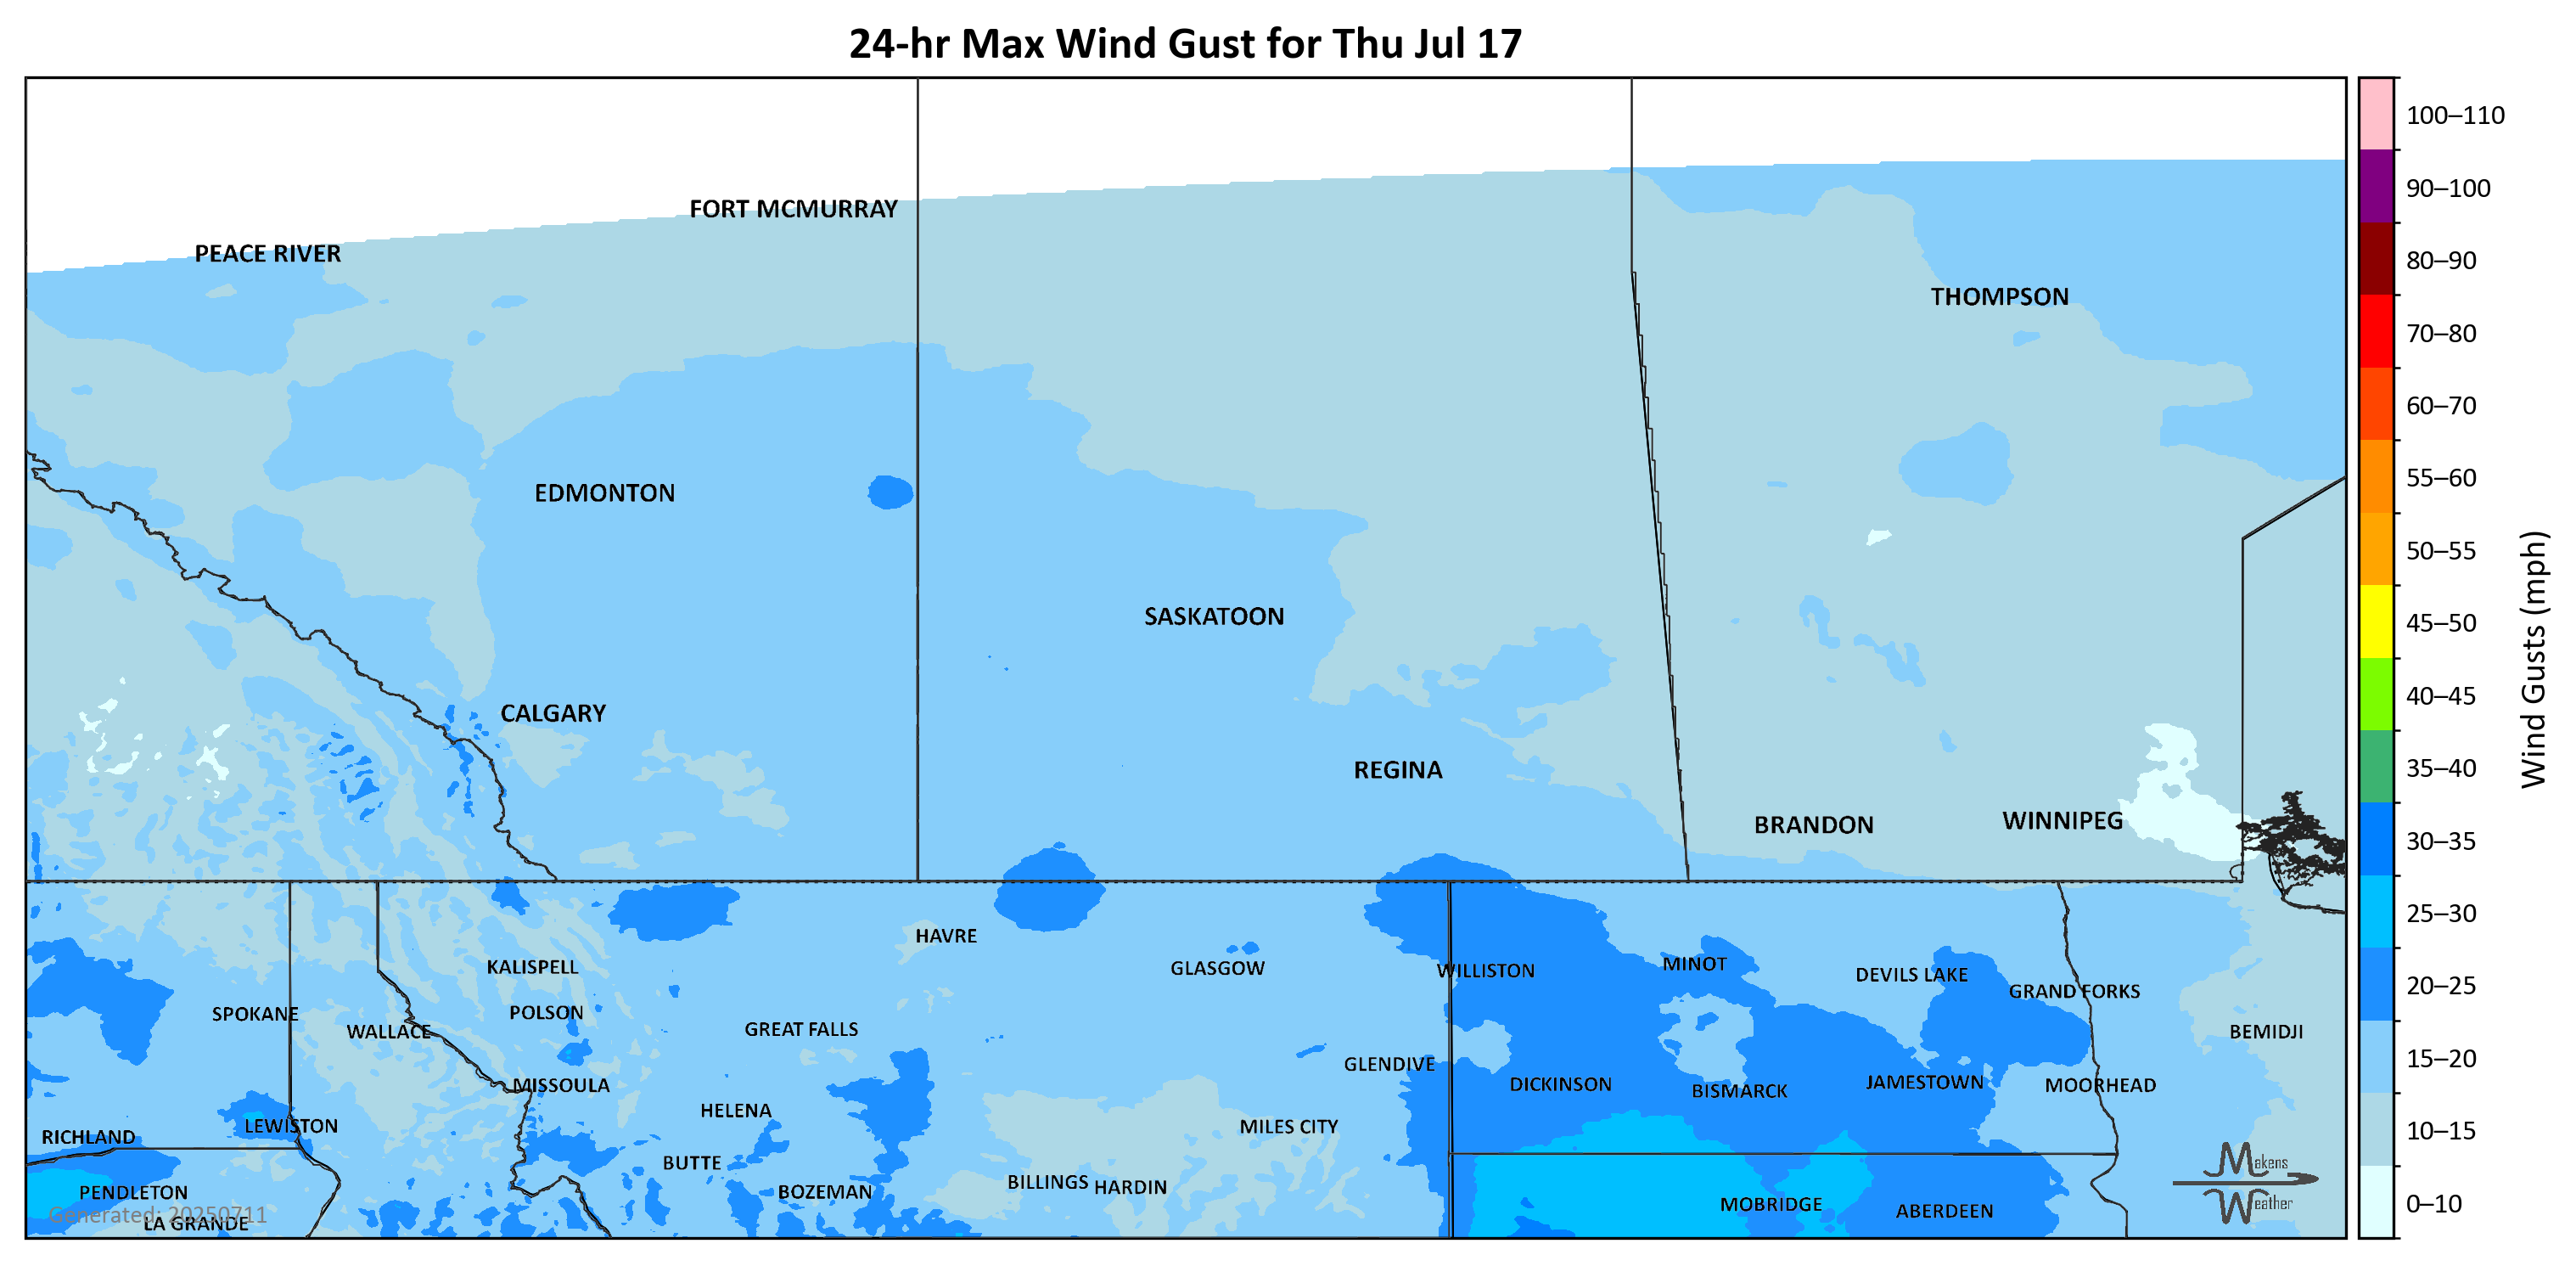 24-hr Max Wind Gust for Thu Jul 17
100–110
FORT MCMURRAY
90–100
PEACE RIVER
80–90
THOMPSON
70–80
60–70
55–60
EDMONTON
50–55
SASKATOON
45–50
Wind Gusts (mph)
40–45
CALGARY
REGINA
35–40
BRANDON
WINNIPEG
30–35
25–30
HAVRE
KALISPELL
GLASGOW
WILLISTON
MINOT
DEVILS LAKE
20–25
GRAND FORKS
SPOKANE
POLSON
WALLACE
GREAT FALLS
BEMIDJI
15–20
GLENDIVE
MISSOULA
DICKINSON
BISMARCK
JAMESTOWN
MOORHEAD
HELENA
LEWISTON
MILES CITY
10–15
RICHLAND
BUTTE
Makens
Weather
PENDLETON
BOZEMAN
BILLINGS
HARDIN
MOBRIDGE
ABERDEEN
0–10
Generated: 20250711
LA GRANDE